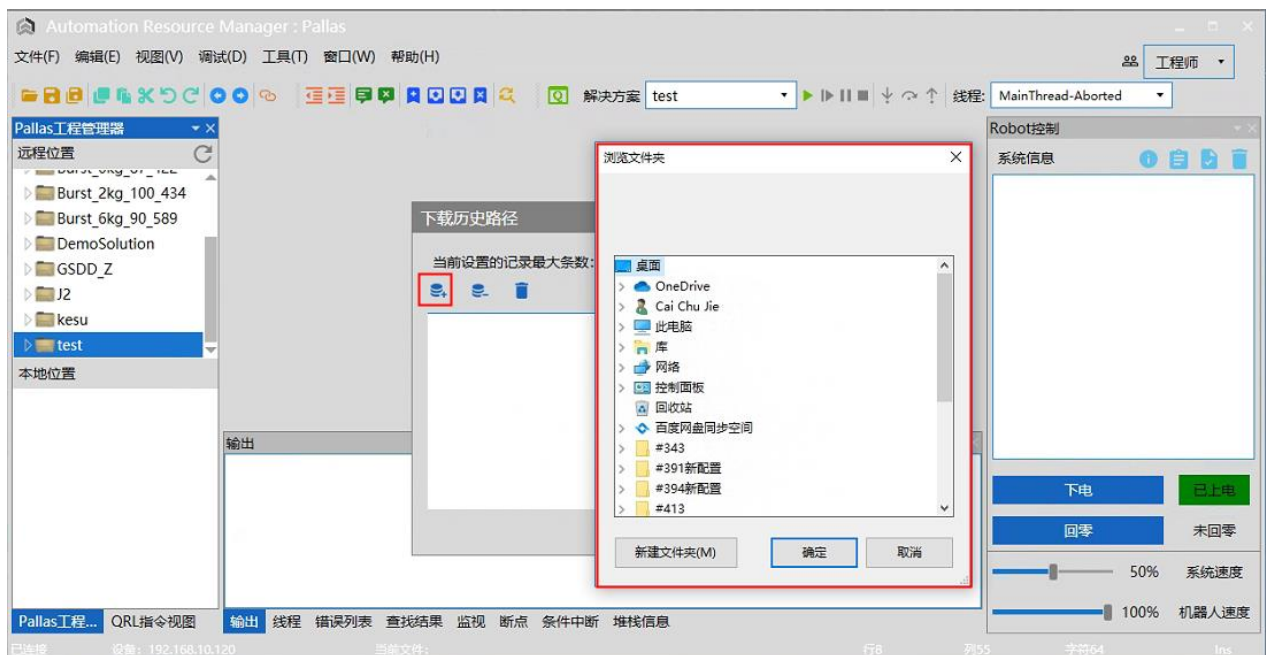 Automation Resource Manager : Pallas
文件(F) 编辑(E) 视图(V) 调试(D) 工具(T) 窗口(W) 帮助(H)
工程师
解决方案 test 线程: MainThread-Aborted
Pallas工程管理器
远程位置
Burst_2kg_100_434
Burst_6kg_90_589
DemoSolution
GSDD_Z
J2
kesu
test
本地位置
下载历史路径
当前设置的记录最大条数:
浏览文件夹
桌面
OneDrive
Cai Chu Jie
此电脑
库
网络
控制面板
回收站
百度网盘同步空间
#343
#391新配置
#394新配置
#413
新建文件夹(M) 确定 取消
输出
Robot控制
系统信息
下电 已上电
回零 未回零
50% 系统速度
100% 机器人速度
Pallas工程... QRL指令视图 输出 线程 错误列表 查找结果 监视 断点 条件中断 堆栈信息
已连接 设备: 192.168.10.120 当前文件: 行8 列55 字符64 Ins